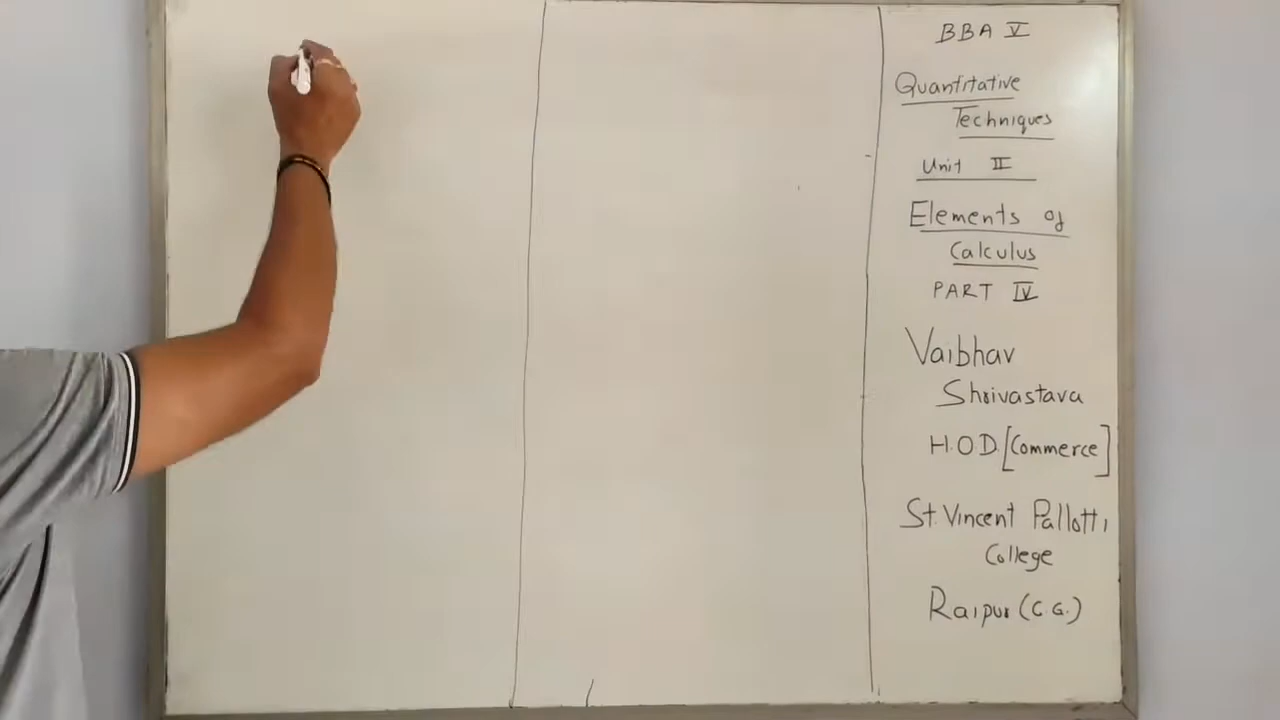 BBA V
Quantitative
Techniques
Unit II
Elements of
Calculus
PART IV
Vaibhav
Shrivastava
H.O.D. [Commerce]
St. Vincent Pallotti
College
Raipur (C.G.)